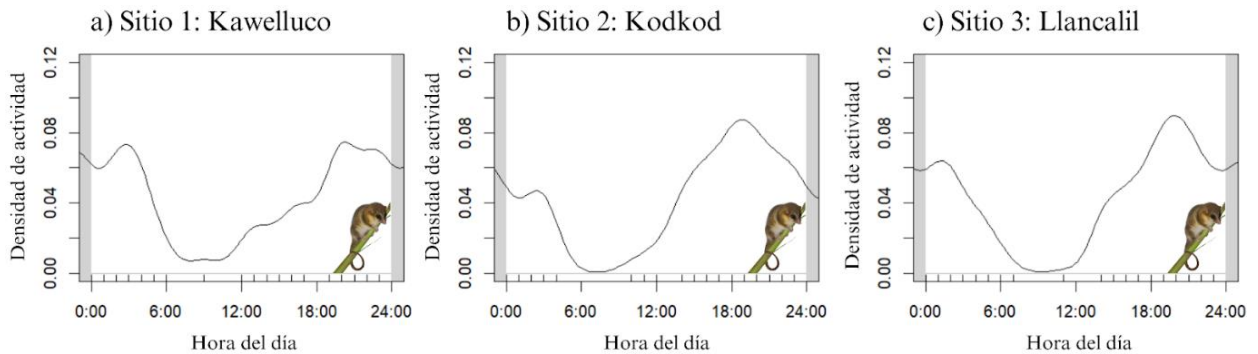 a) Sitio 1: Kawelluco
b) Sitio 2: Kodkod
c) Sitio 3: Llancalil
Densidad de actividad
0.12
0.08
0.04
0.00
0:00 6:00 12:00 18:00 24:00
Hora del día
Densidad de actividad
0.12
0.08
0.04
0.00
0:00 6:00 12:00 18:00 24:00
Hora del día
Densidad de actividad
0.12
0.08
0.04
0.00
0:00 6:00 12:00 18:00 24:00
Hora del día